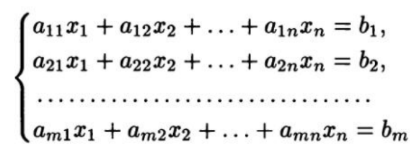 a₁₁x₁ + a₁₂x₂ + ... + a₁ₙxₙ = b₁,
a₂₁x₁ + a₂₂x₂ + ... + a₂ₙxₙ = b₂,
.................................
aₘ₁x₁ + aₘ₂x₂ + ... + aₘₙxₙ = bₘ